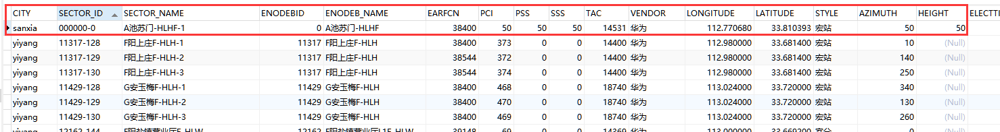 CITY SECTOR_ID SECTOR_NAME ENODEBID ENODEB_NAME EARFCN PCI PSS SSS TAC VENDOR LONGITUDE LATITUDE STYLE AZIMUTH HEIGHT ELECTTI
sanxia 000000-0 A池苏门-HLHF-1 0 A池苏门-HLHF 38400 50 50 50 14531 华为 112.770680 33.810393 宏站 50 50
yiyang 11317-128 F阳上庄F-HLH-1 11317 F阳上庄F-HLH 38400 373 0 0 14400 华为 112.980000 33.681400 宏站 10 (Null)
yiyang 11317-129 F阳上庄F-HLH-2 11317 F阳上庄F-HLH 38544 372 0 0 14400 华为 112.980000 33.681400 宏站 140 (Null)
yiyang 11317-130 F阳上庄F-HLH-3 11317 F阳上庄F-HLH 38544 374 0 0 14400 华为 112.980000 33.681400 宏站 250 (Null)
yiyang 11429-128 G安玉梅F-HLH-1 11429 G安玉梅F-HLH 38400 468 0 0 18740 华为 113.024000 33.720000 宏站 340 (Null)
yiyang 11429-129 G安玉梅F-HLH-2 11429 G安玉梅F-HLH 38400 470 0 0 18740 华为 113.024000 33.720000 宏站 130 (Null)
yiyang 11429-130 G安玉梅F-HLH-3 11429 G安玉梅F-HLH 38400 469 0 0 18740 华为 113.024000 33.720000 宏站 260 (Null)
yiyang 12162-144 12162 39148 69 0 0 14369 华为 113.000000 33.669200 室分 0 (Null)